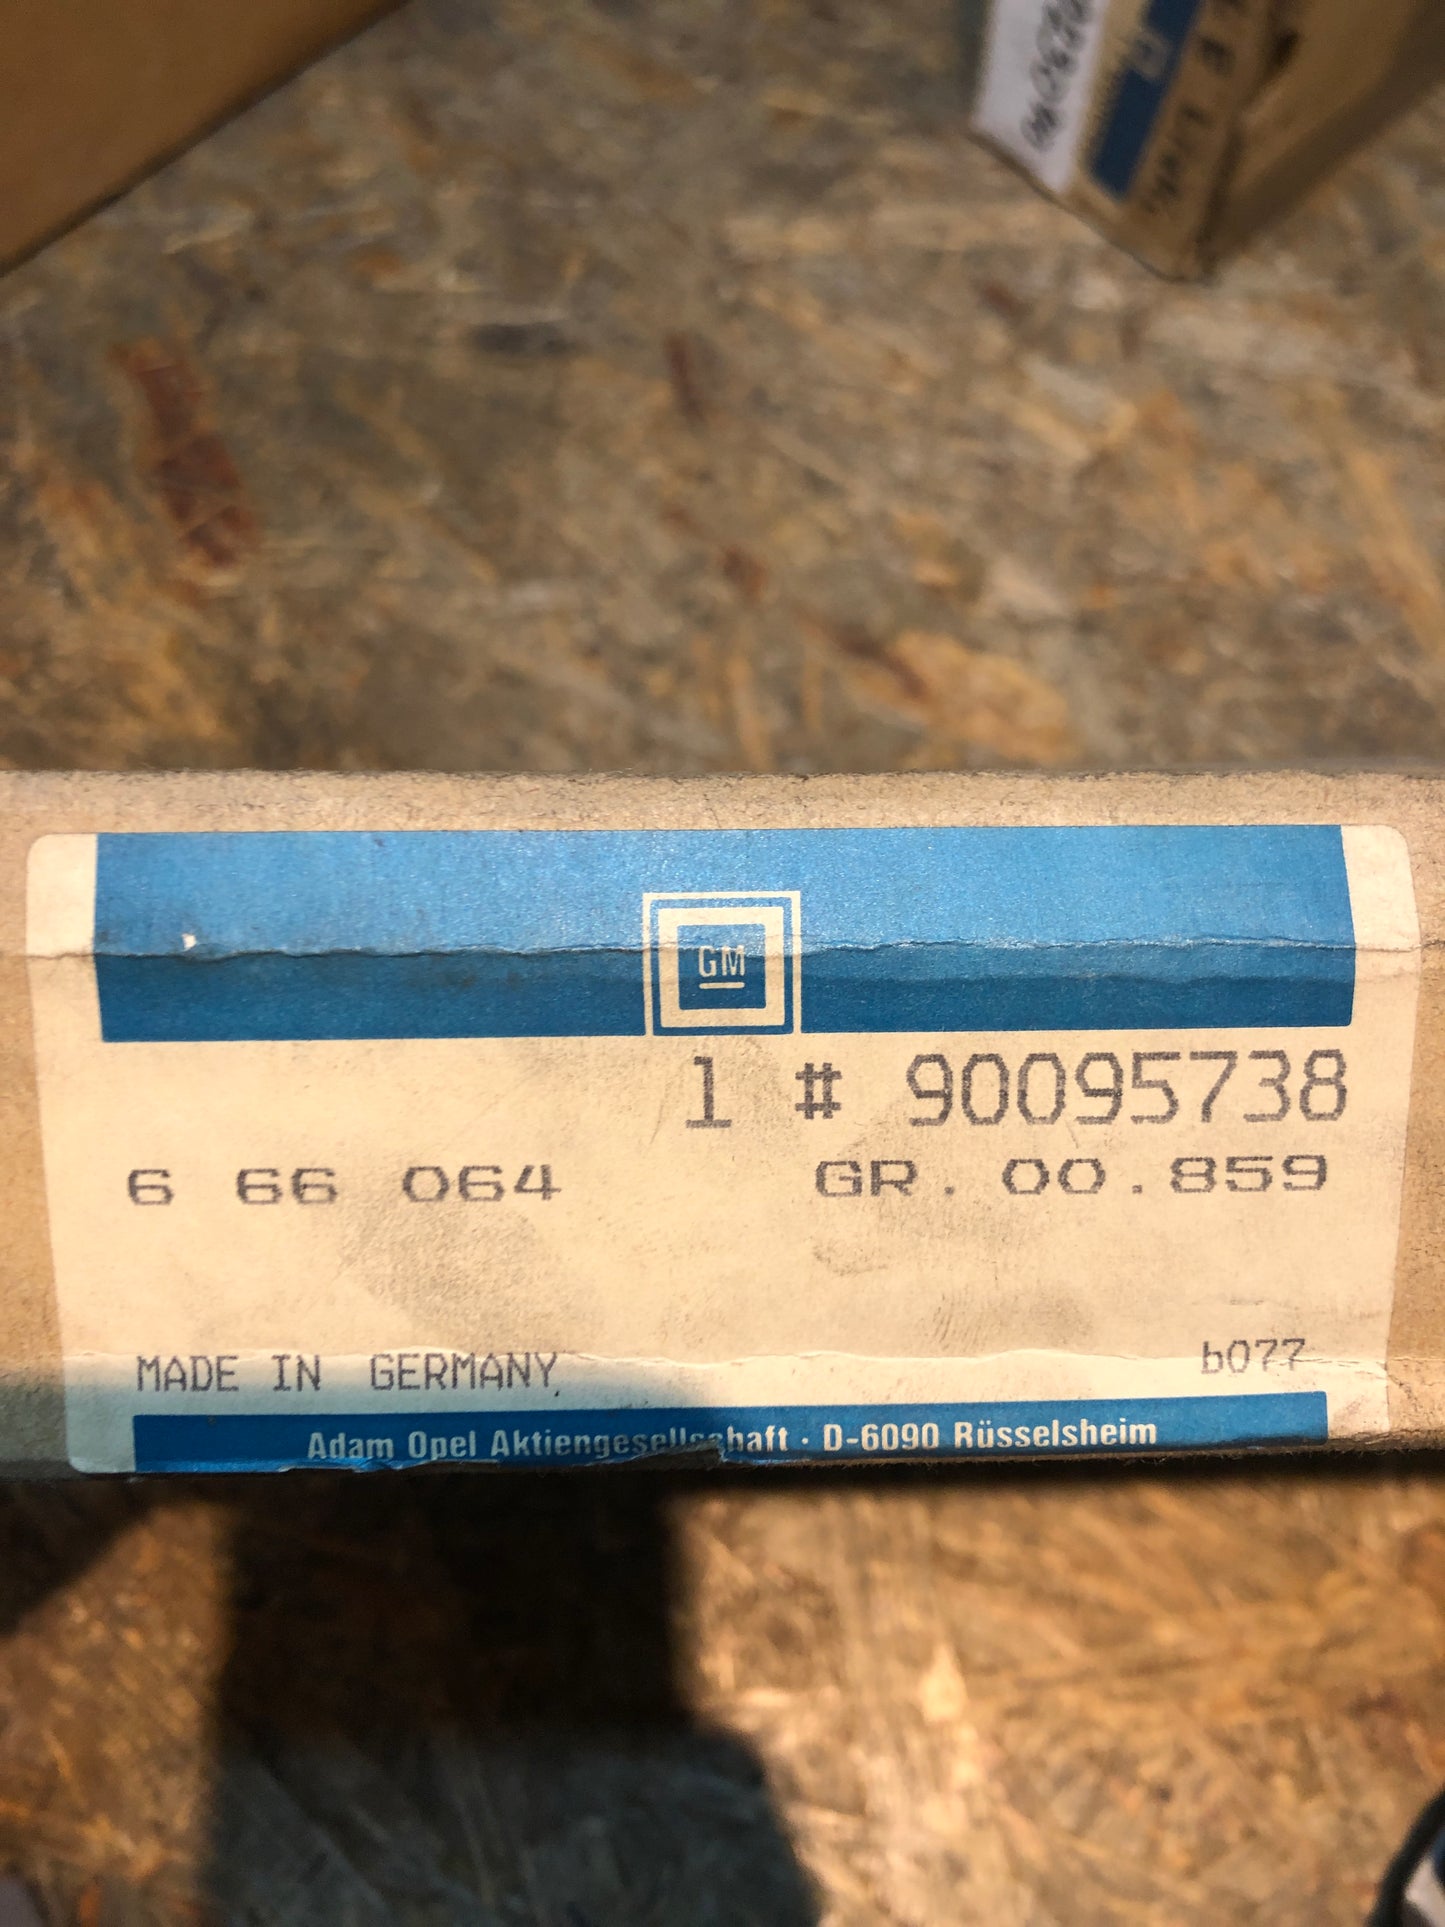 GM
1 # 90095738
6 66 064 GR. 00.859
MADE IN GERMANY b077
Adam Opel Aktiengesellschaft · D-6090 Rüsselsheim